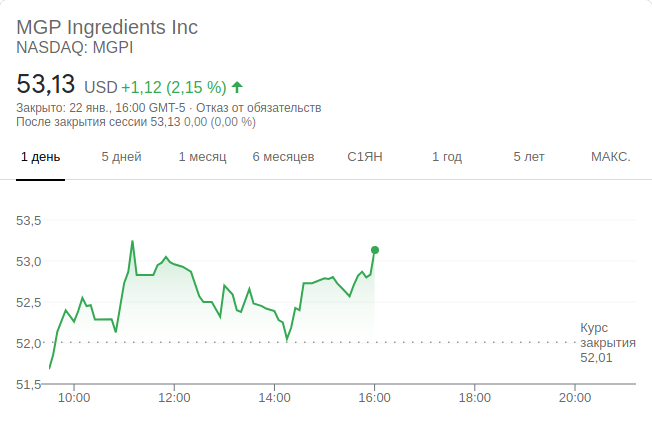 MGP Ingredients Inc
NASDAQ: MGPI
53,13 USD +1,12 (2,15 %)
Закрыто: 22 янв., 16:00 GMT-5 · Отказ от обязательств
После закрытия сессии 53,13 0,00 (0,00 %)
1 день 5 дней 1 месяц 6 месяцев С1ЯН 1 год 5 лет МАКС.
53,5
53,0
52,5
52,0
51,5
Курс
закрытия
52,01
10:00 12:00 14:00 16:00 18:00 20:00